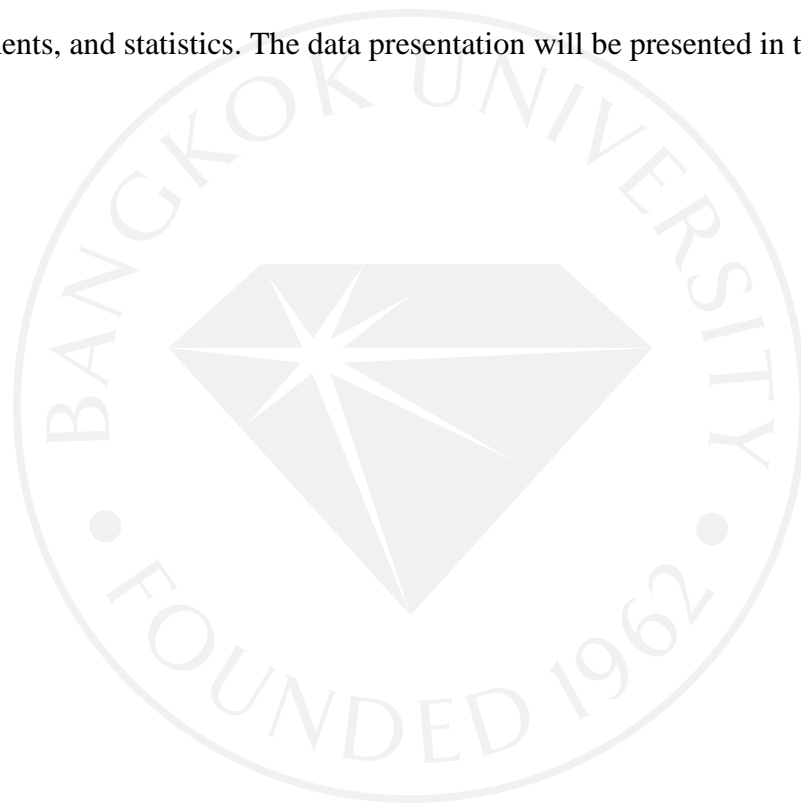 ents, and statistics. The data presentation will be presented in t
BANGKOK UNIVERSITY
FOUNDED 1962